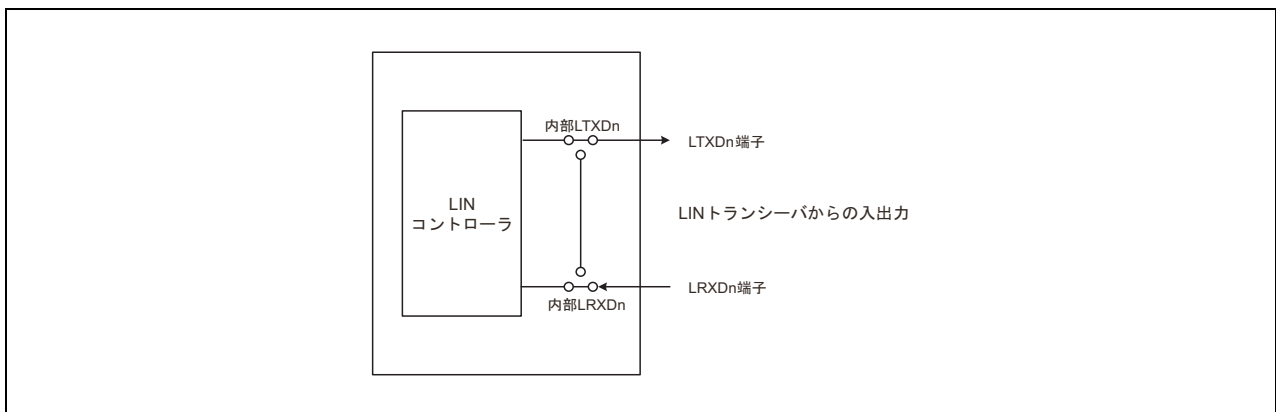 内部LTXDn
LTXDn端子
LIN
コントローラ
LINトランシーバからの入出力
内部LRXDn
LRXDn端子